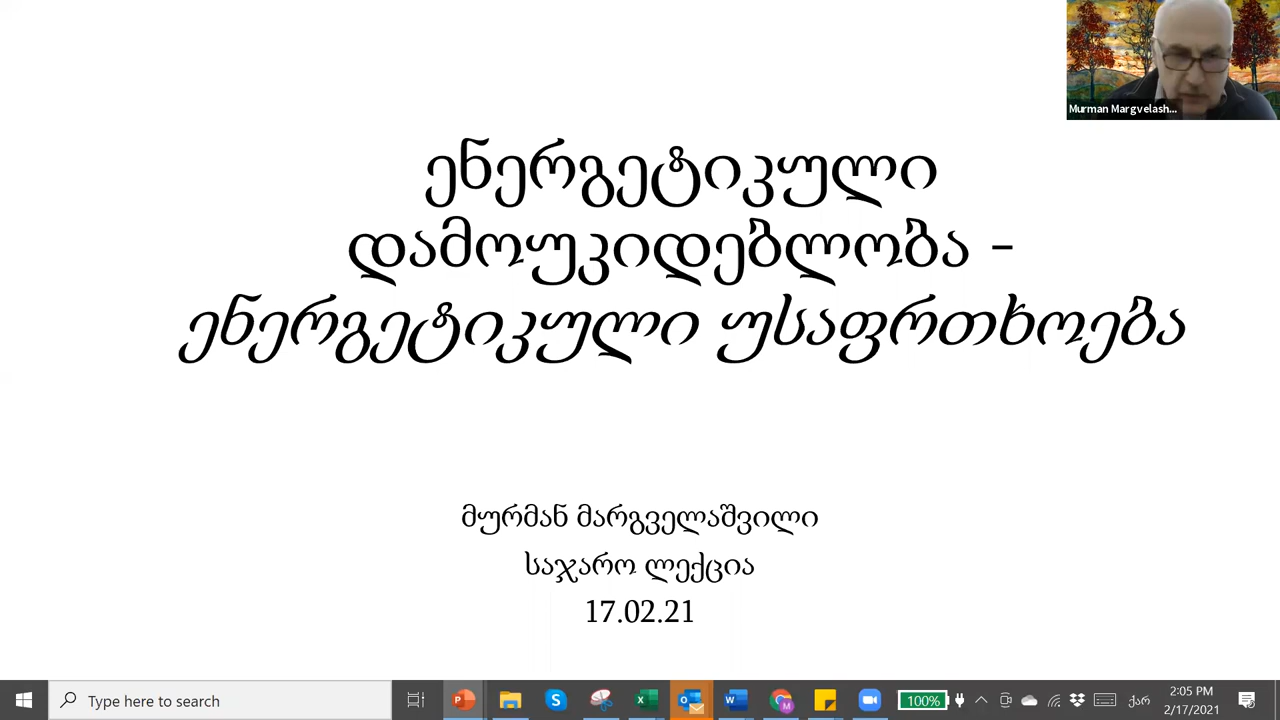 Murman Margvelash...
ენერგეტიკული
დამოუკიდებლობა -
ენერგეტიკული უსაფრთხოება
მურმან მარგველაშვილი
საჯარო ლექცია
17.02.21
Type here to search
100%
ქარ
2:05 PM
2/17/2021